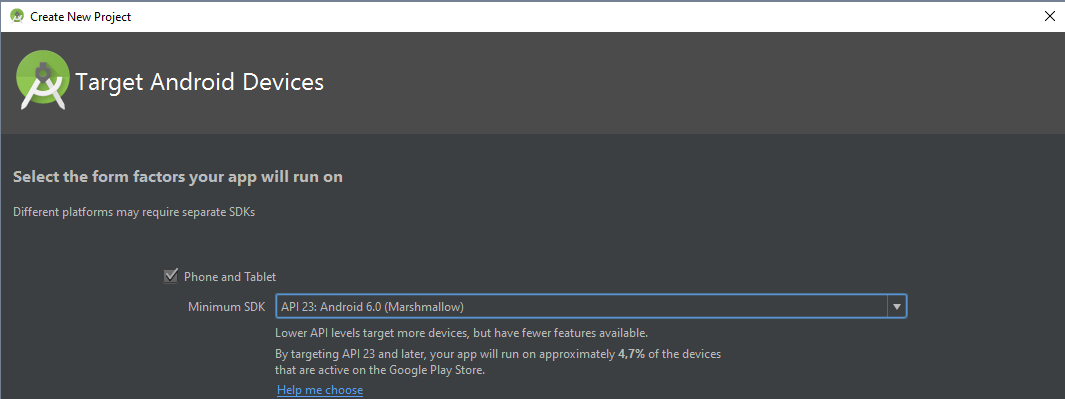 Create New Project
Target Android Devices
Select the form factors your app will run on
Different platforms may require separate SDKs
Phone and Tablet
Minimum SDK API 23: Android 6.0 (Marshmallow)
Lower API levels target more devices, but have fewer features available.
By targeting API 23 and later, your app will run on approximately 4,7% of the devices
that are active on the Google Play Store.
Help me choose